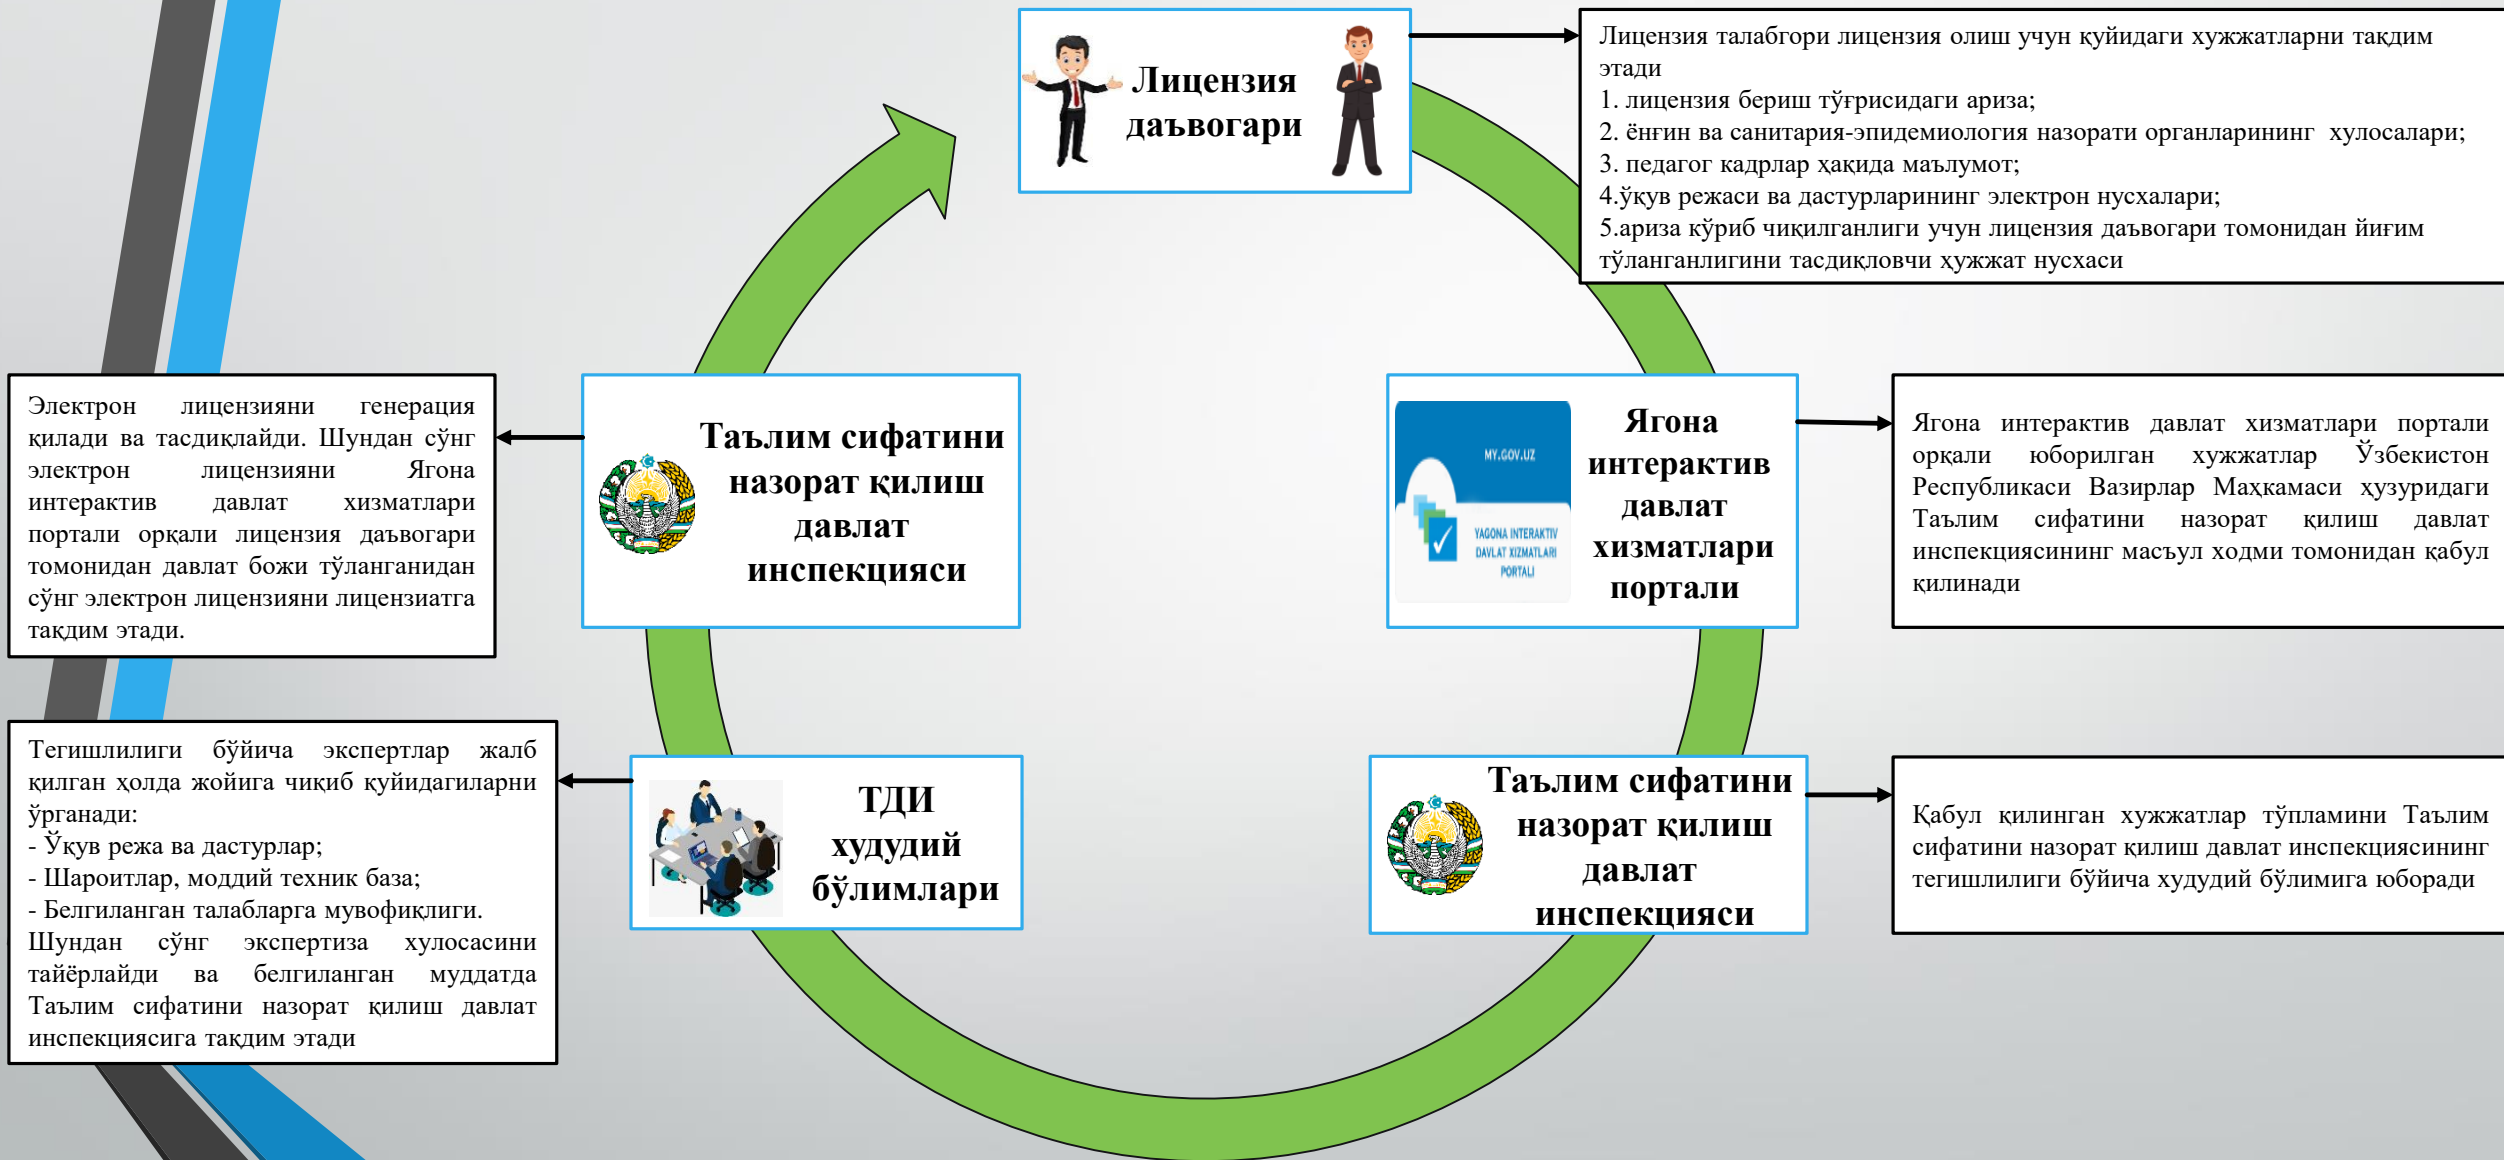 Лицензия
даъвогари
Лицензия талабгори лицензия олиш учун қуйидаги хужжатларни тақдим
этади
1. лицензия бериш тўғрисидаги ариза;
2. ёнғин ва санитария-эпидемиология назорати органларининг хулосалари;
3. педагог кадрлар ҳақида маълумот;
4.ўқув режаси ва дастурларининг электрон нусхалари;
5.ариза кўриб чиқилганлиги учун лицензия даъвогари томонидан йиғим
тўланганлигини тасдиқловчи ҳужжат нусхаси
MY.GOV.UZ
YAGONA INTERAKTIV
DAVLAT XIZMATLARI
PORTALI
Ягона
интерактив
давлат
хизматлари
портали
Ягона интерактив давлат хизматлари портали
орқали юборилган хужжатлар Ўзбекистон
Республикаси Вазирлар Маҳкамаси ҳузуридаги
Таълим сифатини назорат қилиш давлат
инспекциясининг масъул ходми томонидан қабул
қилинади
Таълим сифатини
назорат қилиш
давлат
инспекцияси
Қабул қилинган хужжатлар тўпламини Таълим
сифатини назорат қилиш давлат инспекциясининг
тегишлилиги бўйича худудий бўлимига юборади
ТДИ
худудий
бўлимлари
Тегишлилиги бўйича экспертлар жалб
қилган ҳолда жойига чиқиб қуйидагиларни
ўрганади:
- Ўқув режа ва дастурлар;
- Шароитлар, моддий техник база;
- Белгиланган талабларга мувофиқлиги.
Шундан сўнг экспертиза хулосасини
тайёрлайди ва белгиланган муддатда
Таълим сифатини назорат қилиш давлат
инспекциясига тақдим этади
Таълим сифатини
назорат қилиш
давлат
инспекцияси
Электрон лицензияни генерация
қилади ва тасдиқлайди. Шундан сўнг
электрон лицензияни Ягона
интерактив давлат хизматлари
портали орқали лицензия даъвогари
томонидан давлат божи тўланганидан
сўнг электрон лицензияни лицензиатга
тақдим этади.